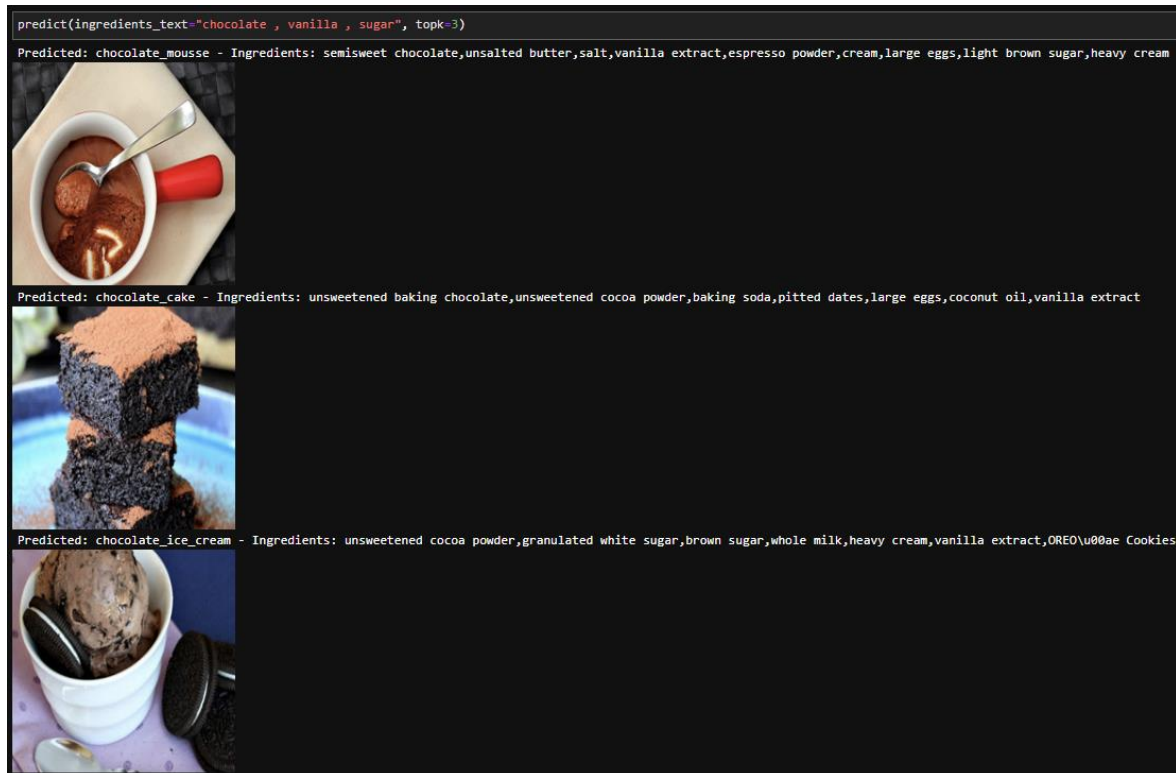 predict(ingredients_text="chocolate , vanilla , sugar", topk=3)
Predicted: chocolate_mousse - Ingredients: semisweet chocolate,unsalted butter,salt,vanilla extract,espresso powder,cream,large eggs,light brown sugar,heavy cream
Predicted: chocolate_cake - Ingredients: unsweetened baking chocolate,unsweetened cocoa powder,baking soda,pitted dates,large eggs,coconut oil,vanilla extract
Predicted: chocolate_ice_cream - Ingredients: unsweetened cocoa powder,granulated white sugar,brown sugar,whole milk,heavy cream,vanilla extract,OREO\u00ae Cookies